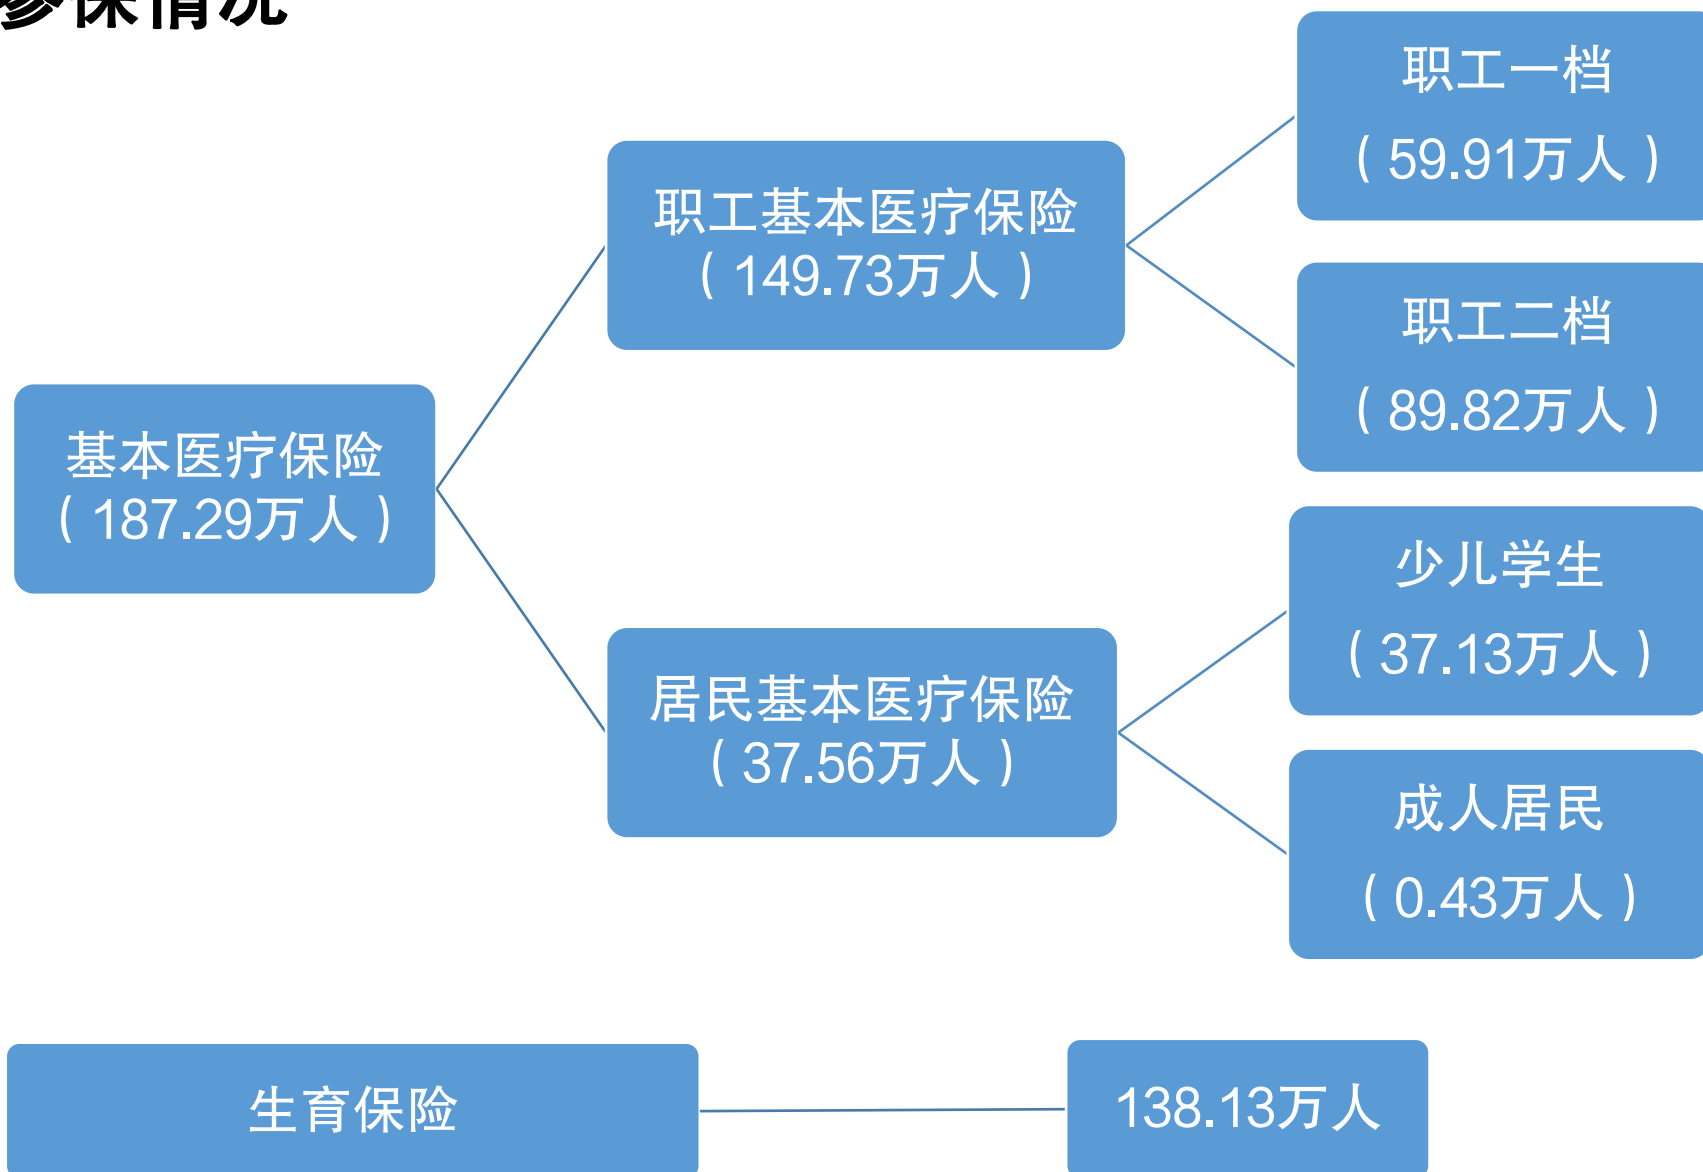 参保情况
基本医疗保险
（187.29万人）
职工基本医疗保险
（149.73万人）
职工一档
（59.91万人）
职工二档
（89.82万人）
居民基本医疗保险
（37.56万人）
少儿学生
（37.13万人）
成人居民
（0.43万人）
生育保险
138.13万人